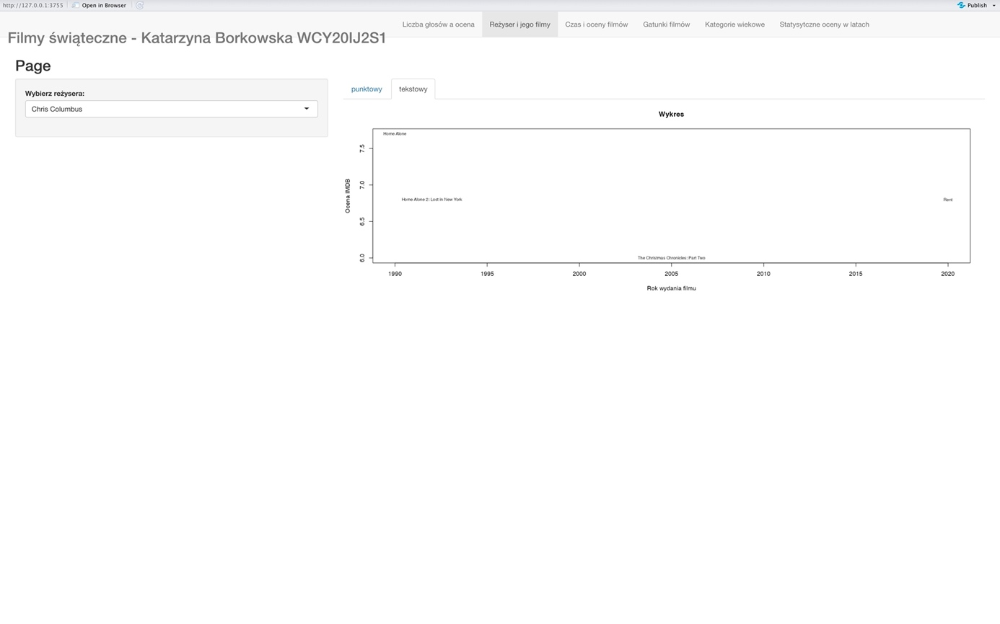 http://127.0.0.1:3755 Open in Browser Publish
Liczba głosów a ocena Reżyser i jego filmy Czas i oceny filmów Gatunki filmów Kategorie wiekowe Statysytczne oceny w latach
Filmy świąteczne - Katarzyna Borkowska WCY20IJ2S1
Page
Wybierz reżysera:
Chris Columbus
punktowy tekstowy
Wykres
Home Alone
7.5
7.0
Ocena IMDB
Home Alone 2: Lost in New York
Rent
6.5
6.0
The Christmas Chronicles: Part Two
1990 1995 2000 2005 2010 2015 2020
Rok wydania filmu